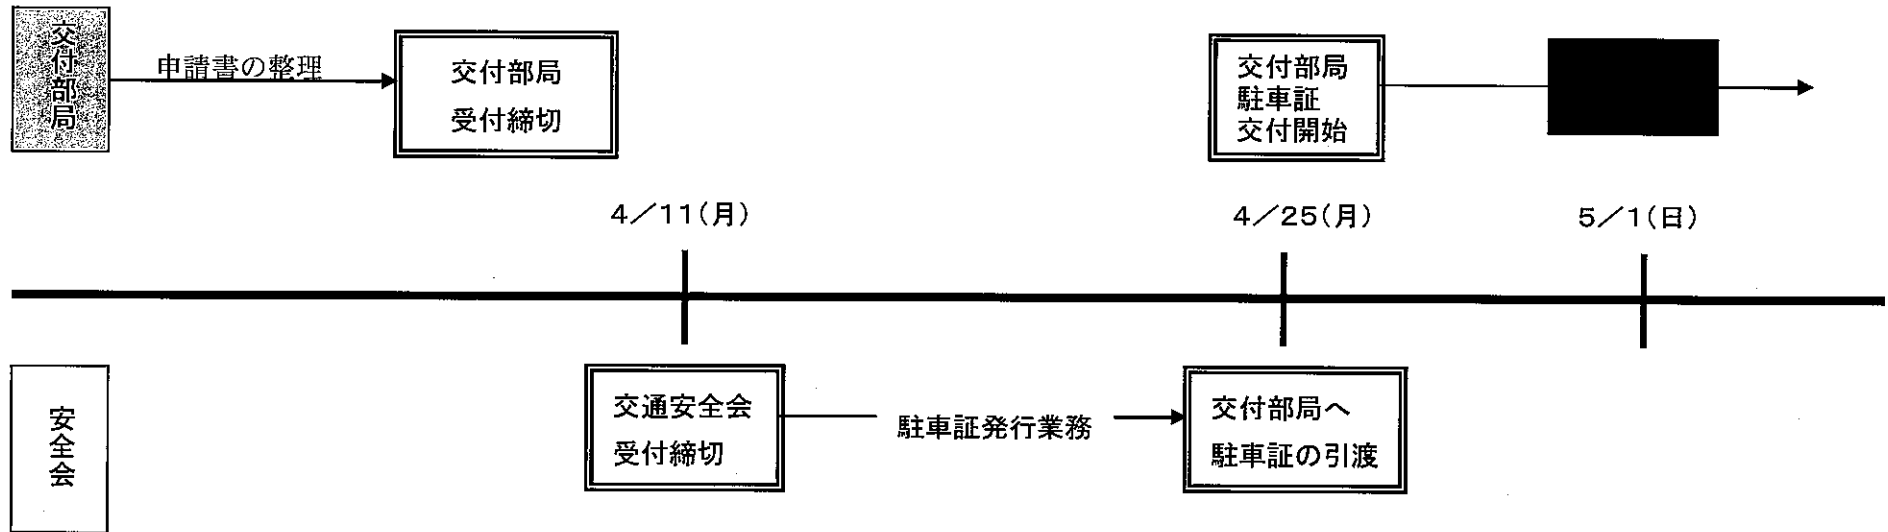 交付部局
申請書の整理
交付部局
受付締切
交付部局
駐車証
交付開始
4／11(月)
4／25(月)
5／1(日)
安全会
交通安全会
受付締切
駐車証発行業務
交付部局へ
駐車証の引渡